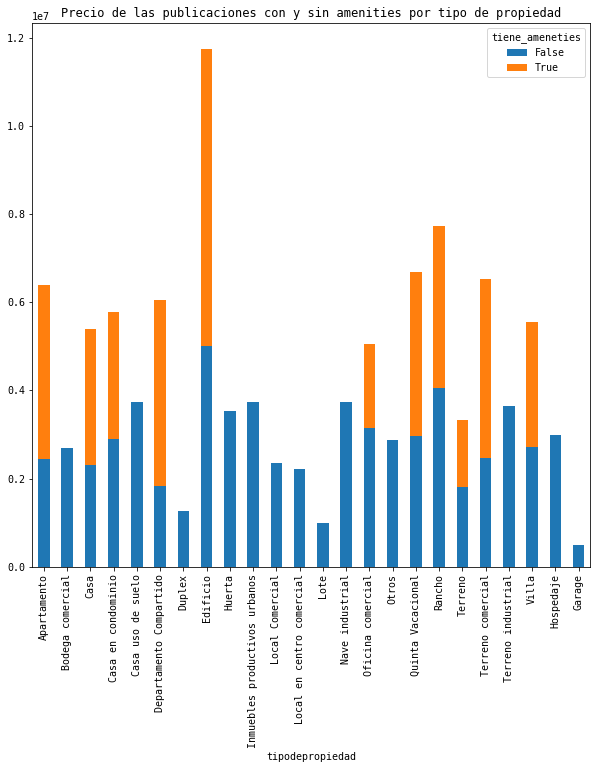 Precio de las publicaciones con y sin amenities por tipo de propiedad
1e7
tiene_ameneties
False
True
1.2
1.0
0.8
0.6
0.4
0.2
0.0
Apartamento
Bodega comercial
Casa
Casa en condominio
Casa uso de suelo
Departamento Compartido
Duplex
Edificio
Huerta
Inmuebles productivos urbanos
Local Comercial
Local en centro comercial
Lote
Nave industrial
Oficina comercial
Otros
Quinta Vacacional
Rancho
Terreno
Terreno comercial
Terreno industrial
Villa
Hospedaje
Garage
tipodepropiedad